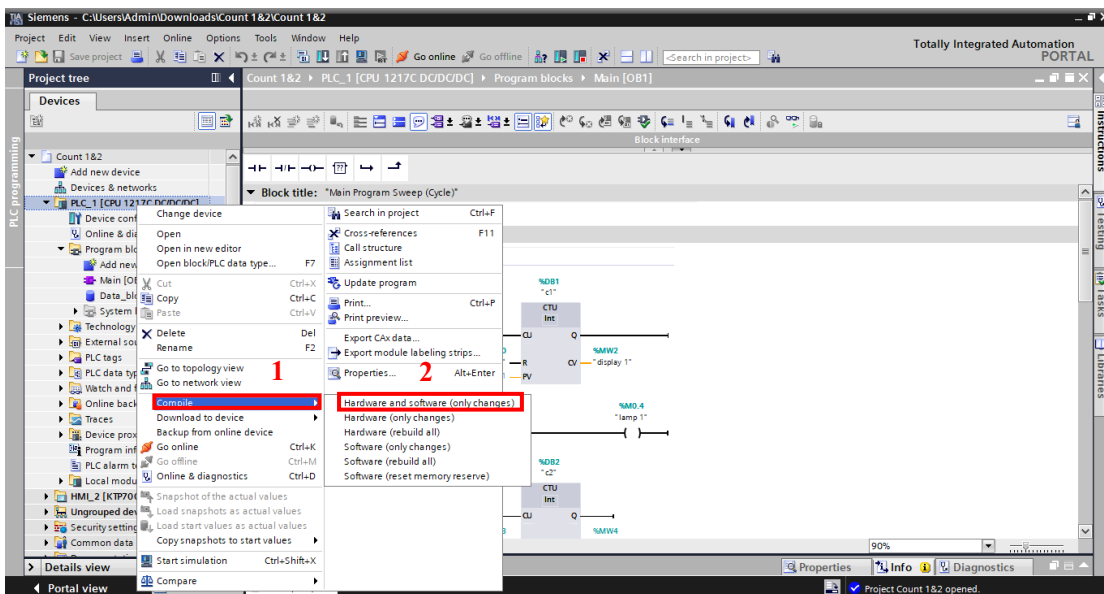 Siemens - C:\Users\Admin\Downloads\Count 1&2\Count 1&2
Project Edit View Insert Online Options Tools Window Help
Totally Integrated Automation
PORTAL
Save project
Go online
Go offline
<Search in project>
Project tree
Count 1&2 ▸ PLC_1 [CPU 1217C DC/DC/DC] ▸ Program blocks ▸ Main [OB1]
Devices
PLC programming
Block interface
Count 1&2
Add new device
Devices & networks
PLC_1 [CPU 1217C DC/DC/DC]
Device conf
Online & dia
Program blo
Add new
Main [OB
Data_blo
System
Technology
External sou
PLC tags
PLC data typ
Watch and f
Online back
Traces
Device prox
Program inf
PLC alarm t
Local modu
HMI_2 [KTP700
Ungrouped dev
Security setting
Common data
Details view
Portal view
Change device
Open
Open in new editor
Open block/PLC data type... F7
Cut Ctrl+X
Copy Ctrl+C
Paste Ctrl+V
Delete Del
Rename F2
Go to topology view
Go to network view
1
Compile
Download to device
Backup from online device
Go online Ctrl+K
Go offline Ctrl+M
Online & diagnostics Ctrl+D
Snapshot of the actual values
Load snapshots as actual values
Load start values as actual values
Copy snapshots to start values
Start simulation Ctrl+Shift+X
Compare
Search in project Ctrl+F
Cross-references F11
Call structure
Assignment list
Update program
Print... Ctrl+P
Print preview...
Export CAx data...
Export module labeling strips...
Properties... Alt+Enter
2
Hardware and software (only changes)
Hardware (only changes)
Hardware (rebuild all)
Software (only changes)
Software (rebuild all)
Software (reset memory reserve)
Block title: "Main Program Sweep (Cycle)"
??
%DB1
"c1"
CTU
Int
CU Q
%MW2
R CV "display 1"
PV
%M0.4
"lamp 1"
%DB2
"c2"
CTU
Int
CU Q
%MW4
90%
Properties
Info
Diagnostics
Project Count 1&2 opened.
Instructions
Testing
Tasks
Libraries